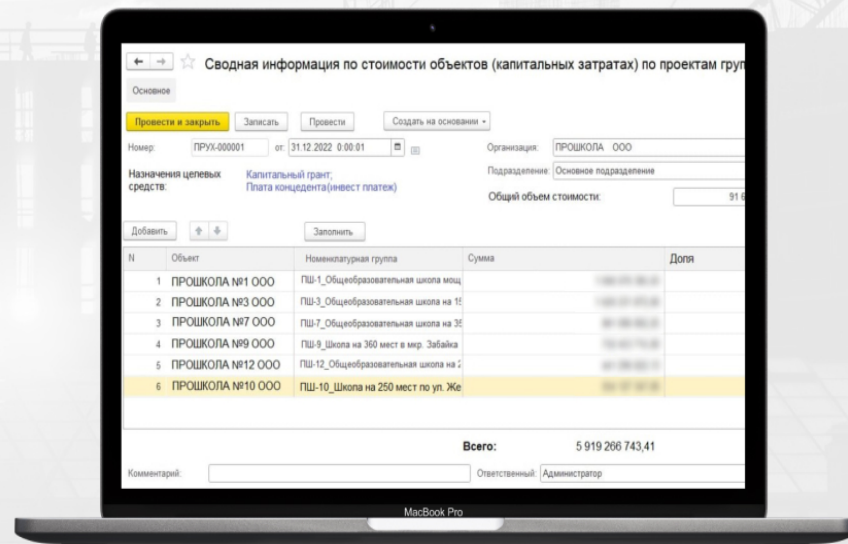 ← → ☆ Сводная информация по стоимости объектов (капитальных затратах) по проектам груп
Основное
Провести и закрыть Записать Провести Создать на основании
Номер: ПРУХ-000001 от: 31.12.2022 0:00:01 Организация: ПРОШКОЛА ООО
Назначения целевых средств: Капитальный грант; Плата концедента(инвест платеж) Подразделение: Основное подразделение
Общий объем стоимости: 91 6
Добавить Заполнить
N Объект Номенклатурная группа Сумма Доля
1 ПРОШКОЛА №1 ООО ПШ-1_Общеобразовательная школа мощ
2 ПРОШКОЛА №3 ООО ПШ-3_Общеобразовательная школа на 15
3 ПРОШКОЛА №7 ООО ПШ-7_Общеобразовательная школа на 35
4 ПРОШКОЛА №9 ООО ПШ-9_Школа на 360 мест в мкр. Забайка
5 ПРОШКОЛА №12 ООО ПШ-12_Общеобразовательная школа на 2
6 ПРОШКОЛА №10 ООО ПШ-10_Школа на 250 мест по ул. Же
Всего: 5 919 266 743,41
Комментарий: Ответственный: Администратор
MacBook Pro